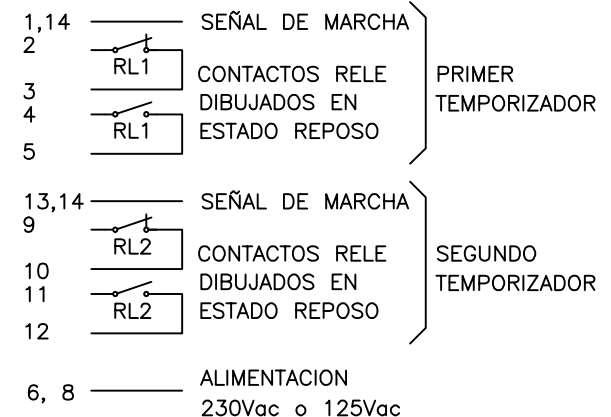 1,14 SEÑAL DE MARCHA
2
RL1
3 CONTACTOS RELE
4 DIBUJADOS EN
RL1 ESTADO REPOSO
5
PRIMER
TEMPORIZADOR
13,14 SEÑAL DE MARCHA
9
RL2
10 CONTACTOS RELE
11 DIBUJADOS EN
RL2 ESTADO REPOSO
12
SEGUNDO
TEMPORIZADOR
6, 8 ALIMENTACION
230Vac o 125Vac